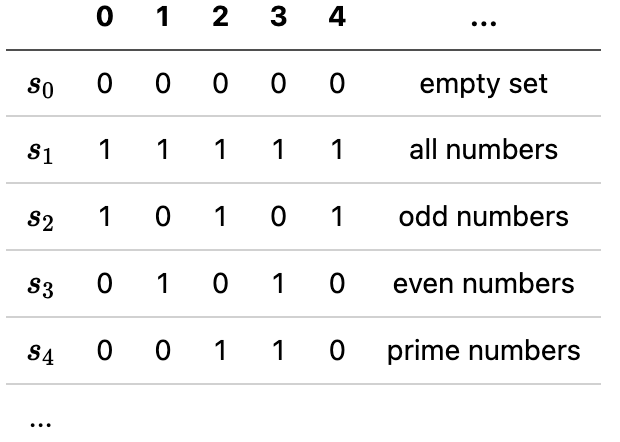 0 1 2 3 4 ...
s₀ 0 0 0 0 0 empty set
s₁ 1 1 1 1 1 all numbers
s₂ 1 0 1 0 1 odd numbers
s₃ 0 1 0 1 0 even numbers
s₄ 0 0 1 1 0 prime numbers
...